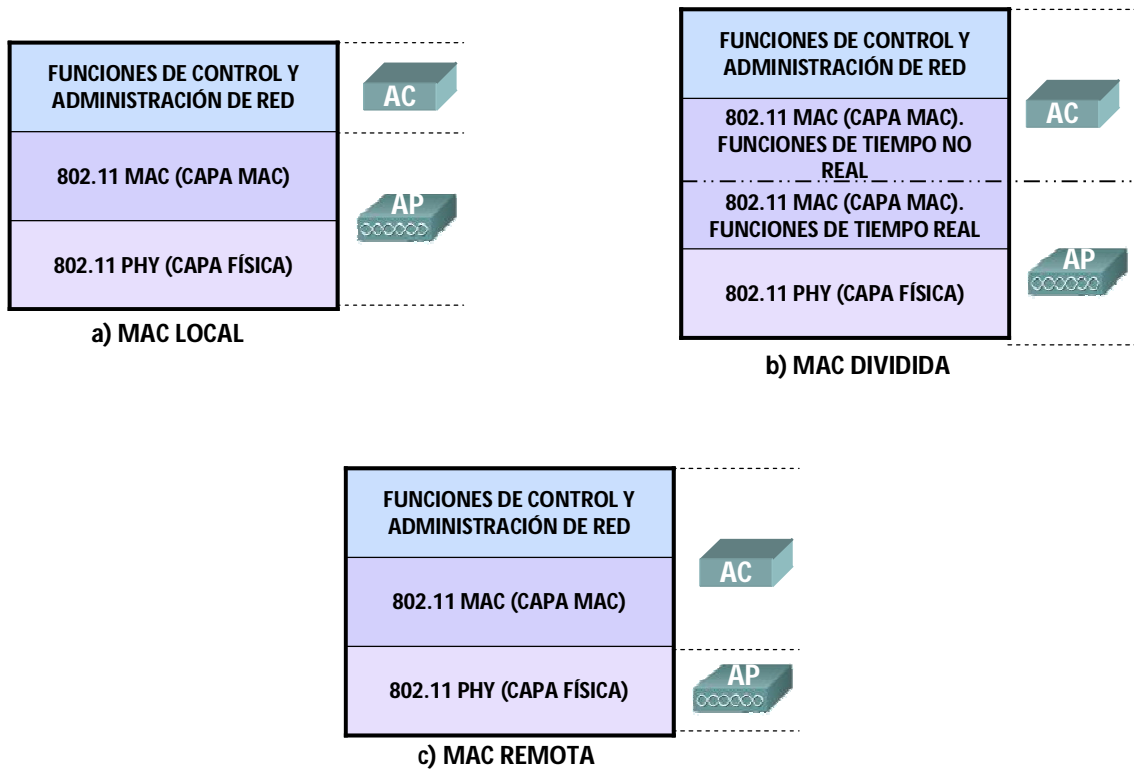 FUNCIONES DE CONTROL Y
ADMINISTRACIÓN DE RED
AC
802.11 MAC (CAPA MAC)
AP
802.11 PHY (CAPA FÍSICA)
a) MAC LOCAL
FUNCIONES DE CONTROL Y
ADMINISTRACIÓN DE RED
AC
802.11 MAC (CAPA MAC).
FUNCIONES DE TIEMPO NO
REAL
802.11 MAC (CAPA MAC).
FUNCIONES DE TIEMPO REAL
AP
802.11 PHY (CAPA FÍSICA)
b) MAC DIVIDIDA
FUNCIONES DE CONTROL Y
ADMINISTRACIÓN DE RED
AC
802.11 MAC (CAPA MAC)
802.11 PHY (CAPA FÍSICA)
AP
c) MAC REMOTA